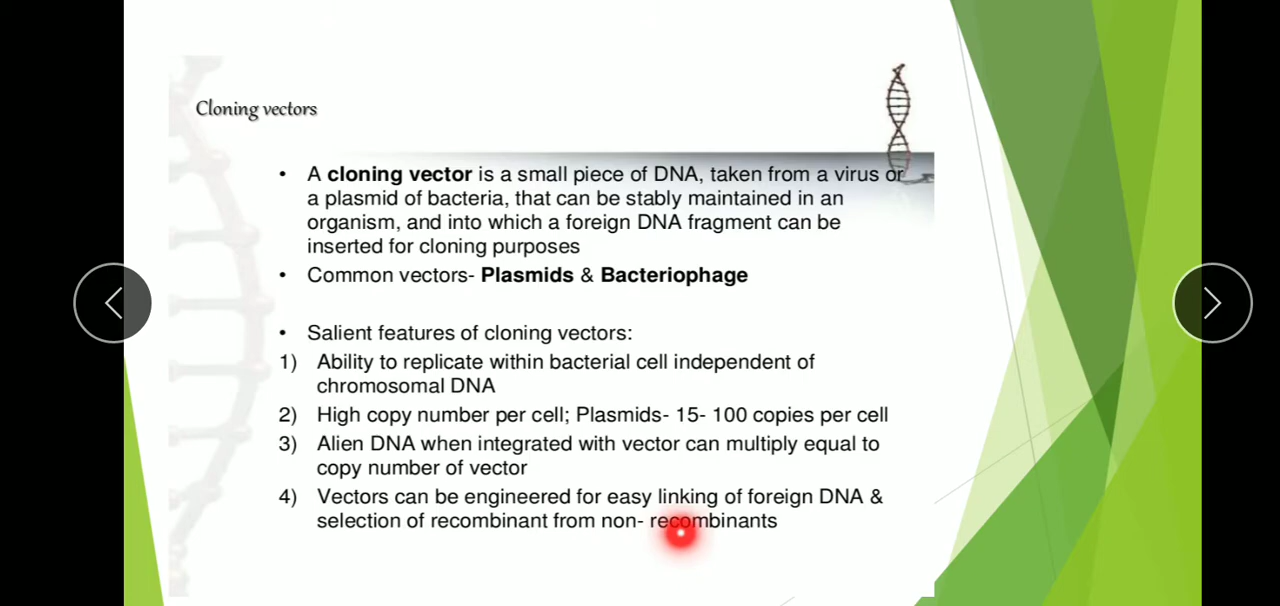 Cloning vectors
• A cloning vector is a small piece of DNA, taken from a virus or
a plasmid of bacteria, that can be stably maintained in an
organism, and into which a foreign DNA fragment can be
inserted for cloning purposes
• Common vectors- Plasmids & Bacteriophage
• Salient features of cloning vectors:
1) Ability to replicate within bacterial cell independent of
chromosomal DNA
2) High copy number per cell; Plasmids- 15- 100 copies per cell
3) Alien DNA when integrated with vector can multiply equal to
copy number of vector
4) Vectors can be engineered for easy linking of foreign DNA &
selection of recombinant from non- recombinants